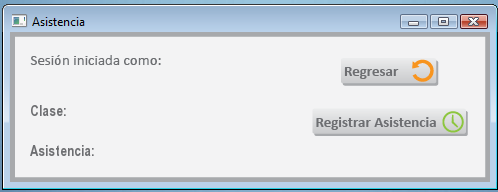 Asistencia
Sesión iniciada como:
Regresar
Clase:
Registrar Asistencia
Asistencia: